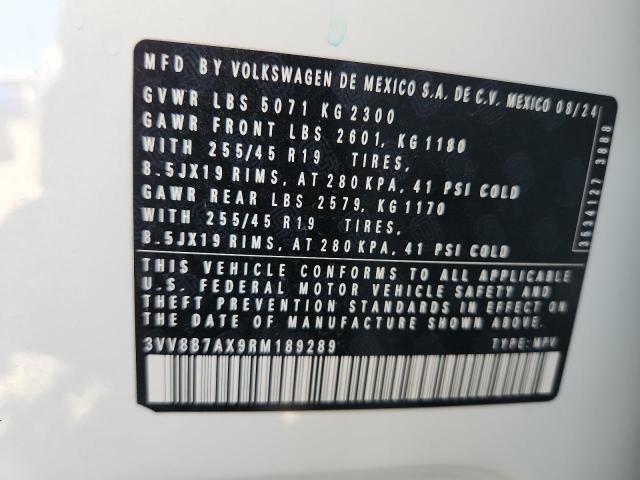 MFD BY VOLKSWAGEN DE MEXICO S.A. DE C.V. MEXICO 08/24
GVWR LBS 5071 KG 2300
GAWR FRONT LBS 2601, KG 1180
WITH 255/45 R19 TIRES,
8.5JX19 RIMS, AT 280 KPA, 41 PSI COLD
GAWR REAR LBS 2579, KG 1170
WITH 255/45 R19 TIRES,
8.5JX19 RIMS, AT 280 KPA, 41 PSI COLD
THIS VEHICLE CONFORMS TO ALL APPLICABLE
U.S. FEDERAL MOTOR VEHICLE SAFETY AND
THEFT PREVENTION STANDARDS IN EFFECT ON
THE DATE OF MANUFACTURE SHOWN ABOVE.
3VV8B7AX9RM189289 TYPE: MPV
3534127 3888